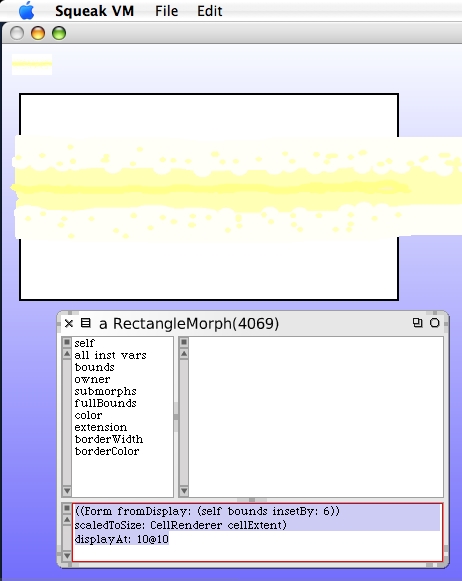 Squeak VM File Edit
a RectangleMorph(4069)
self
all inst vars
bounds
owner
submorphs
fullBounds
color
extension
borderWidth
borderColor
((Form fromDisplay: (self bounds insetBy: 6))
scaledToSize: CellRenderer cellExtent)
displayAt: 10@10